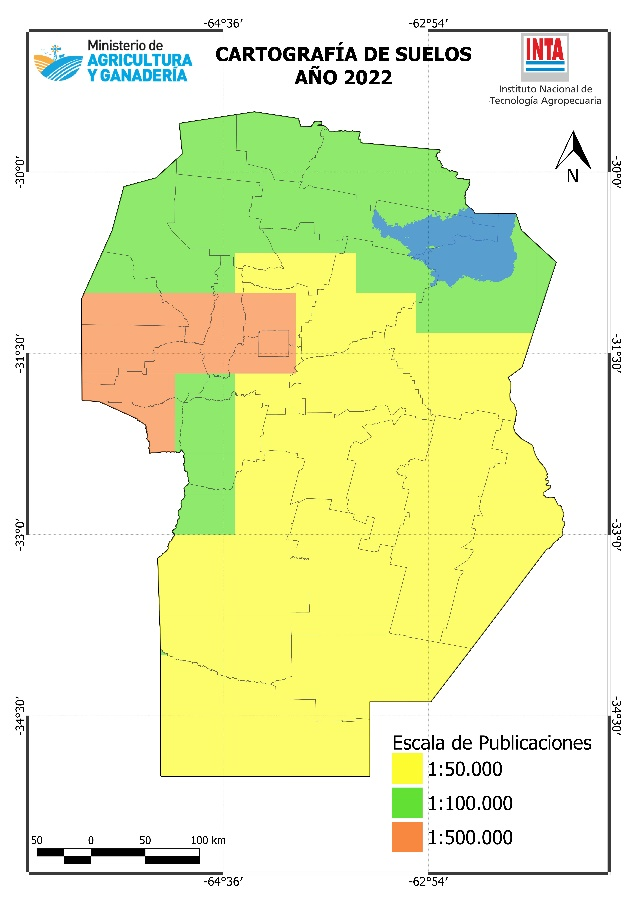 -64°36'
-62°54'
Ministerio de
AGRICULTURA
Y GANADERÍA
CARTOGRAFÍA DE SUELOS
AÑO 2022
INTA
Instituto Nacional de
Tecnología Agropecuaria
N
-30°0'
-30°0'
-31°30'
-31°30'
-33°0'
-33°0'
-34°30'
-34°30'
Escala de Publicaciones
1:50.000
1:100.000
1:500.000
50 0 50 100 km
-64°36'
-62°54'